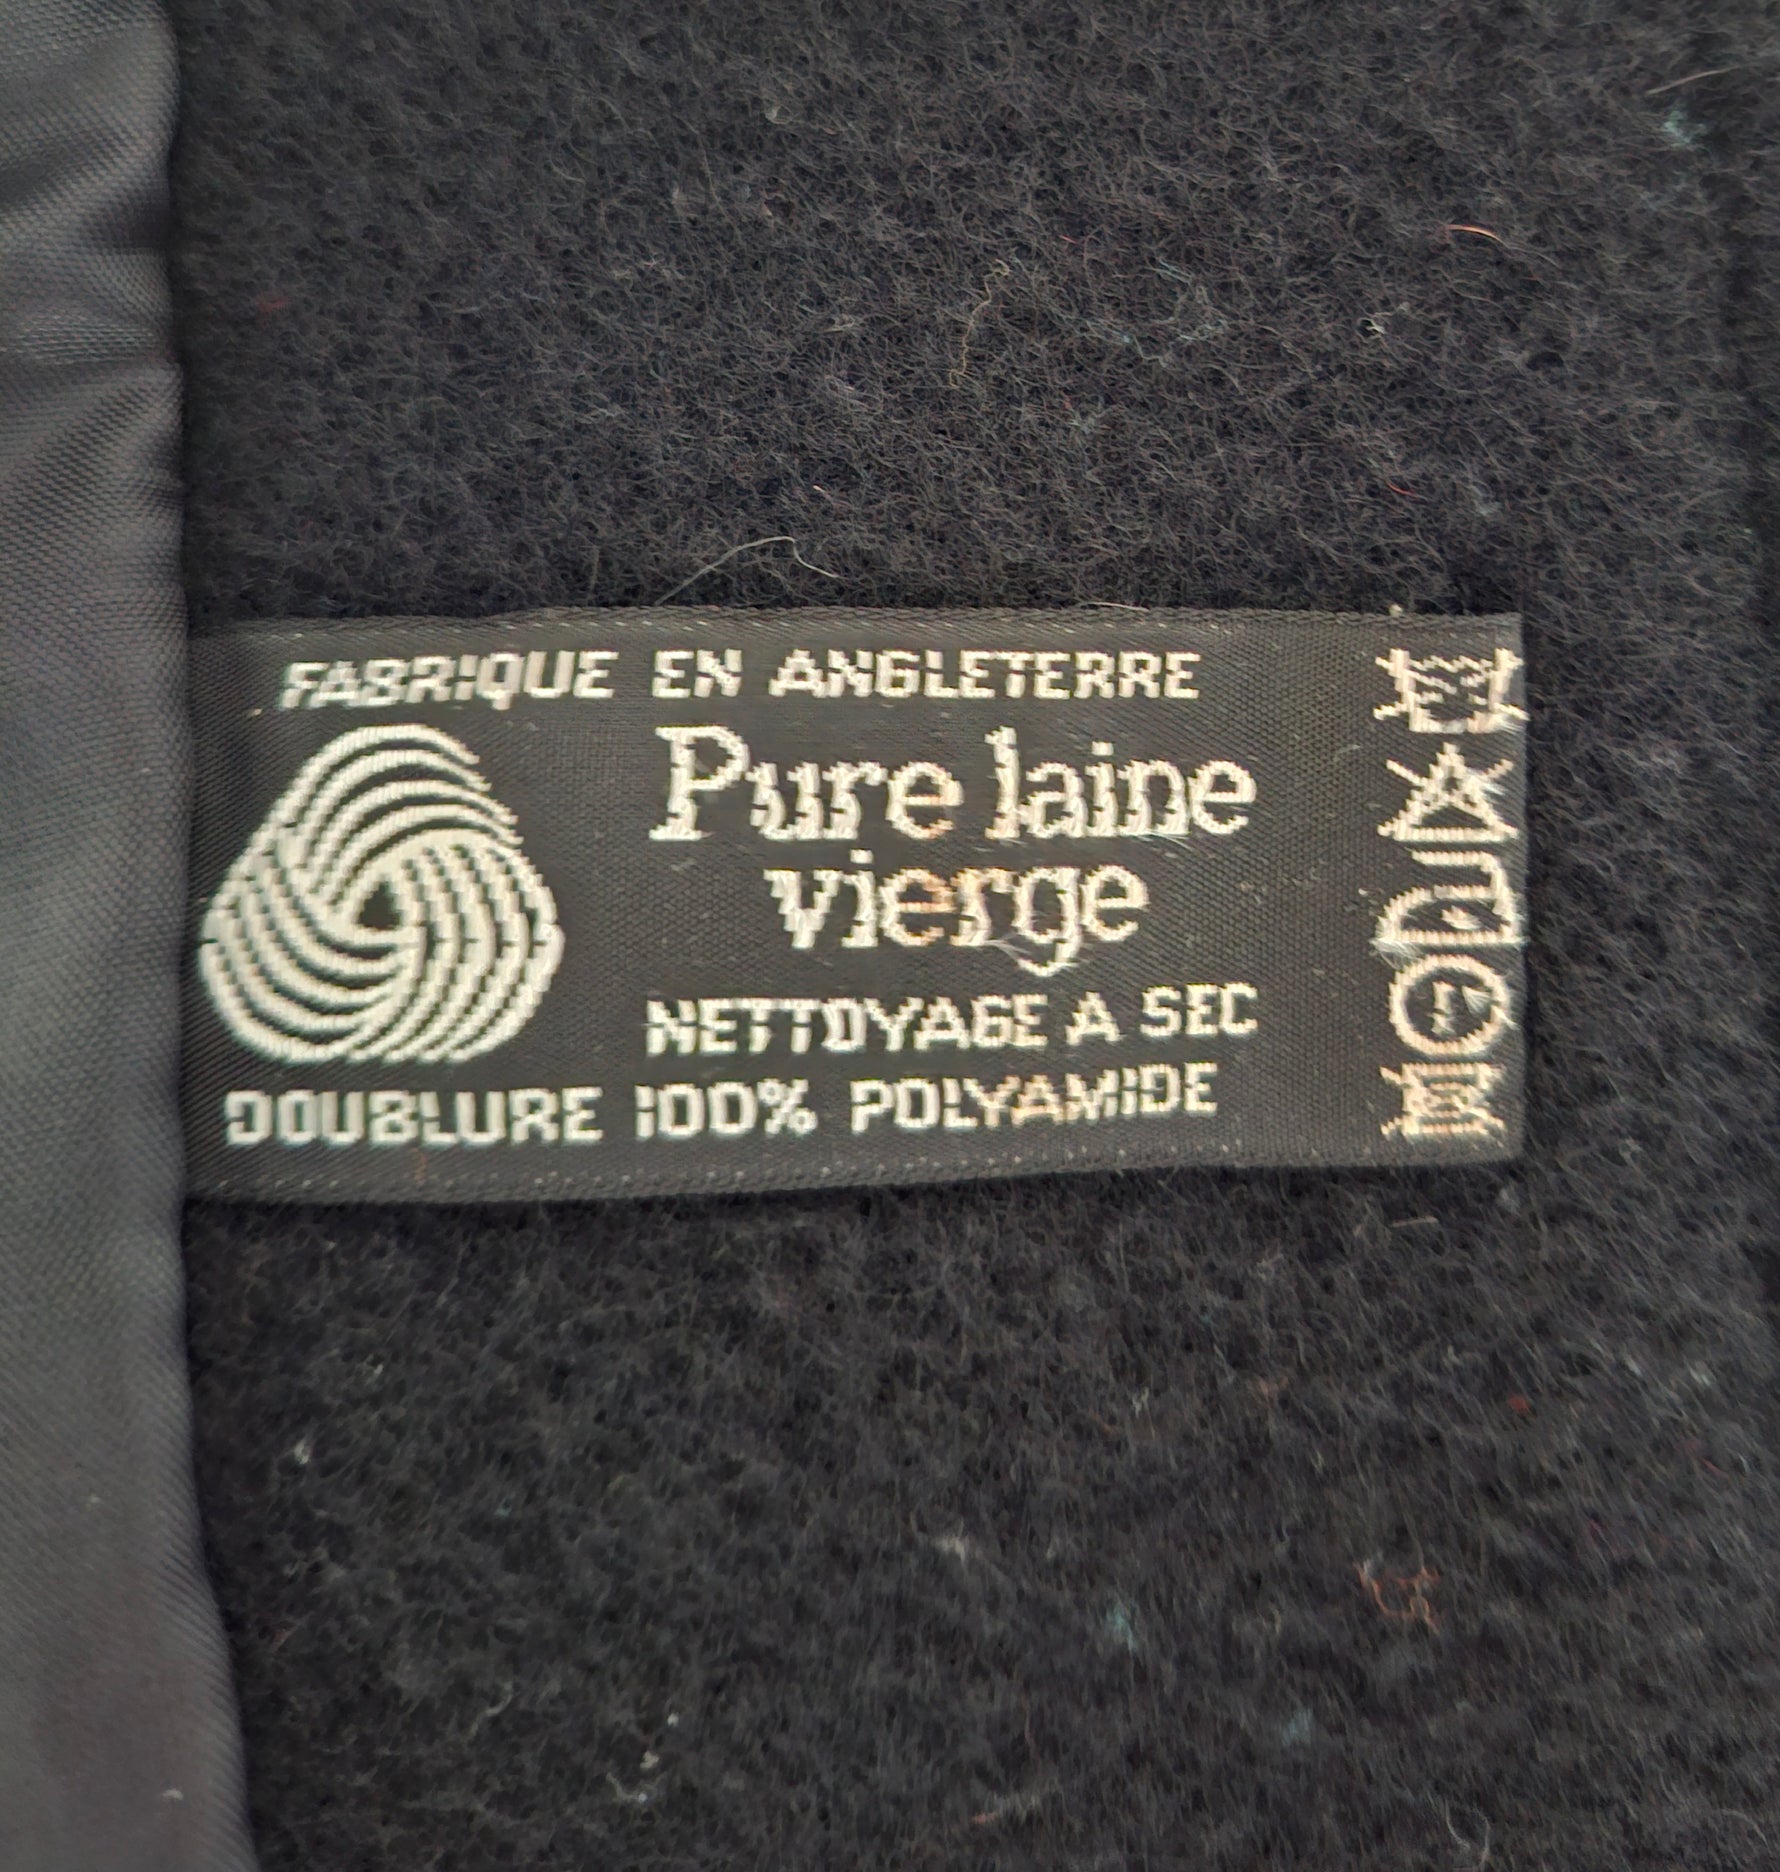 FABRIQUE EN ANGLETERRE
Pure laine
vierge
NETTOYAGE A SEC
DOUBLURE 100% POLYAMIDE